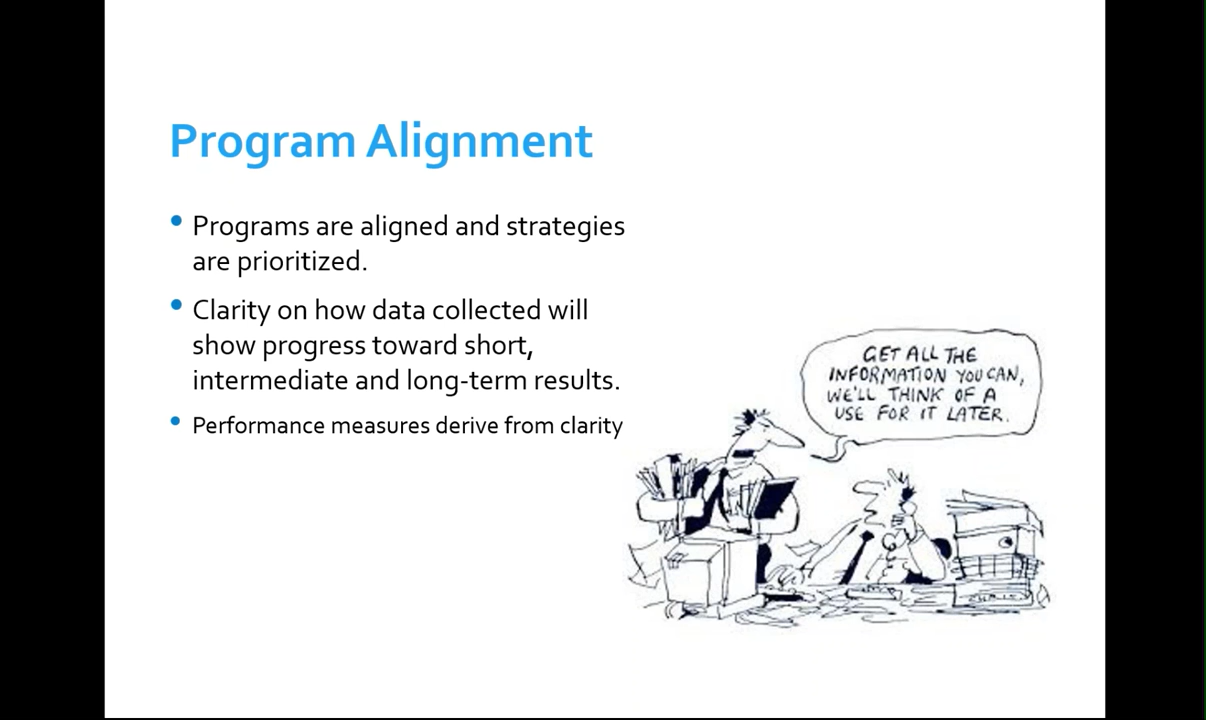 Program Alignment
Programs are aligned and strategies
are prioritized.
Clarity on how data collected will
show progress toward short,
intermediate and long-term results.
Performance measures derive from clarity
GET ALL THE
INFORMATION YOU CAN,
WE'LL THINK OF A
USE FOR IT LATER.